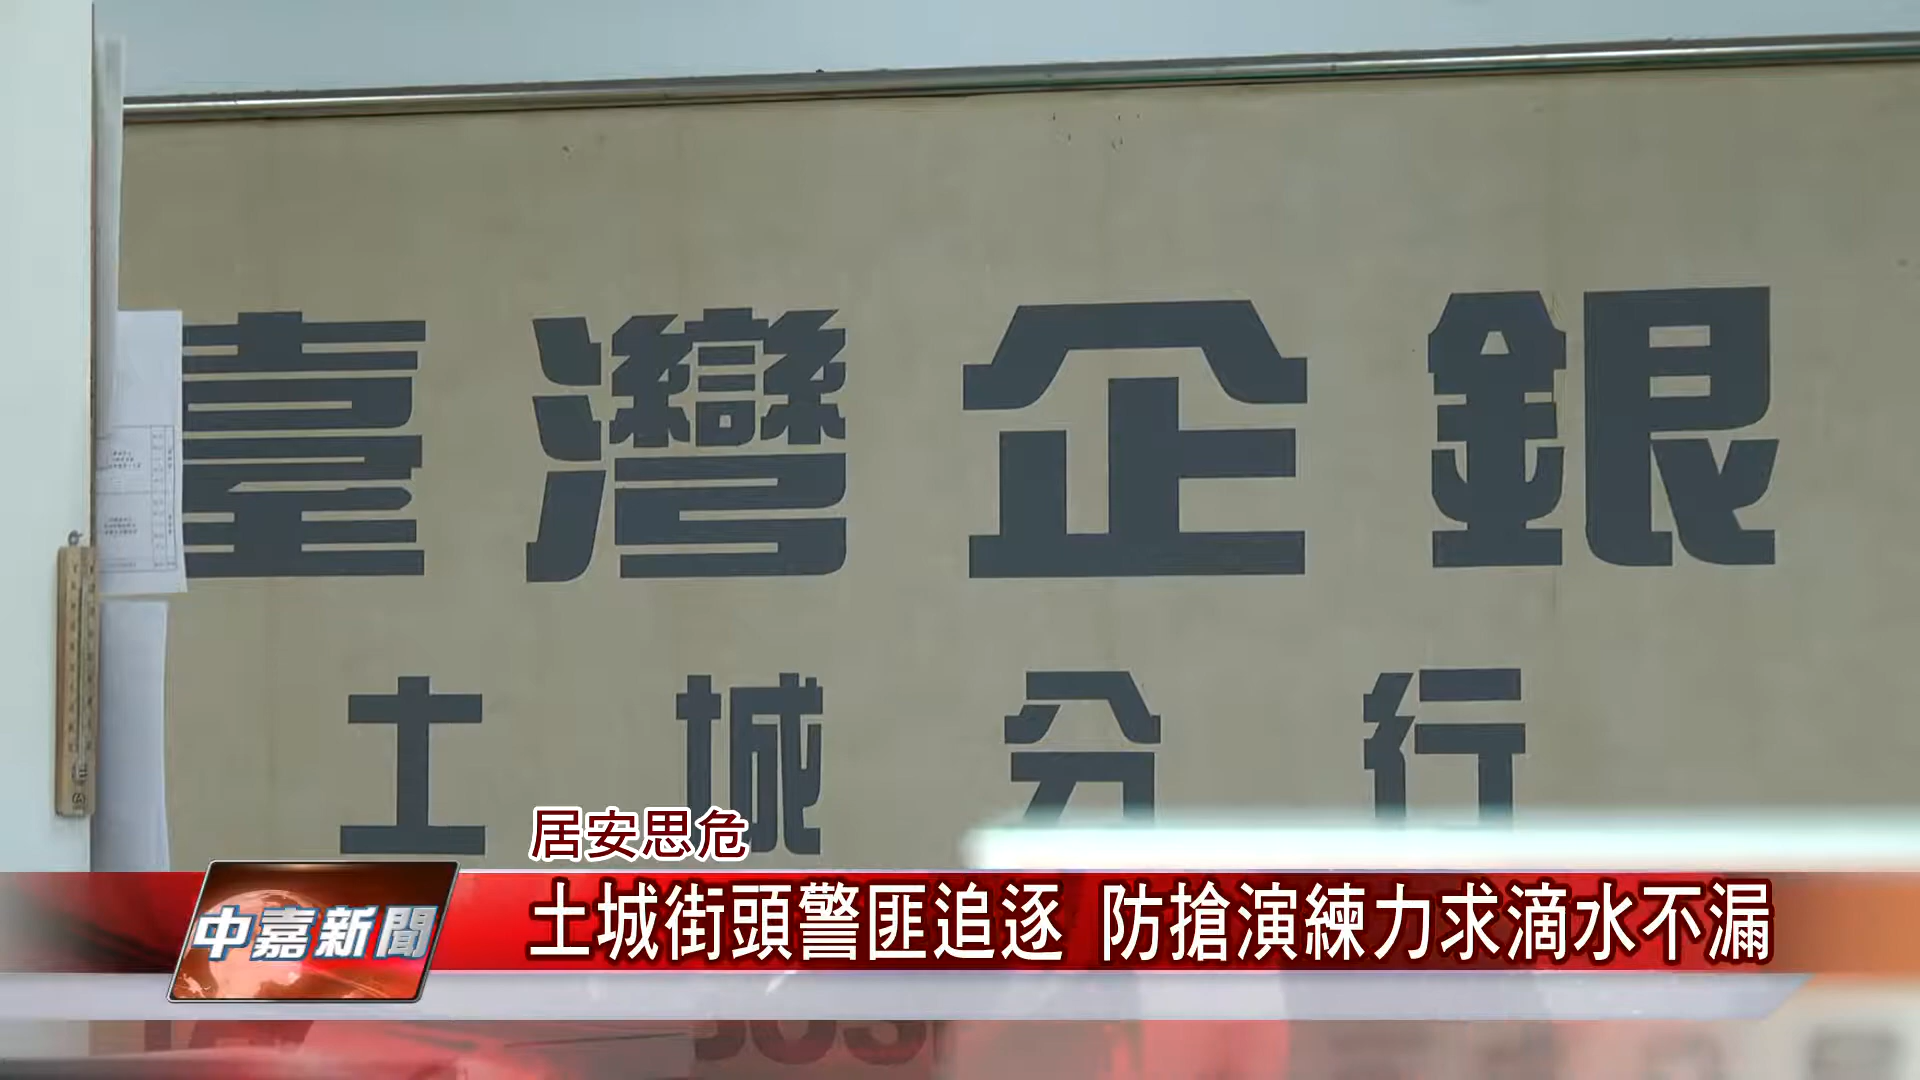 臺灣企銀
土城分行
居安思危
中嘉新聞
土城街頭警匪追逐 防搶演練力求滴水不漏